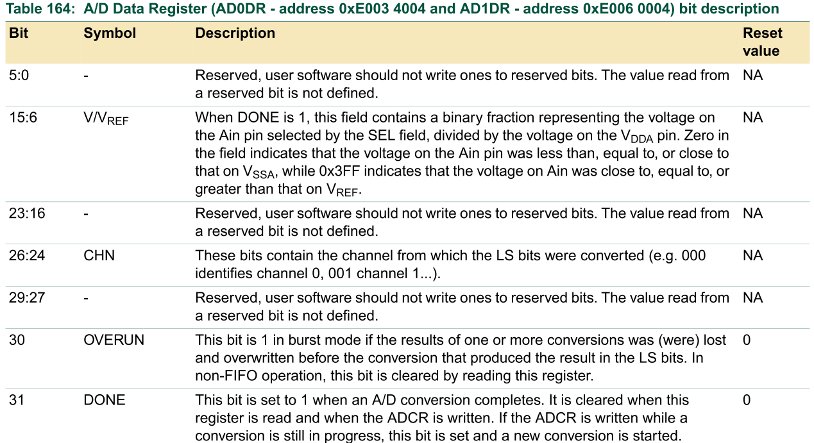 Table 164: A/D Data Register (AD0DR - address 0xE003 4004 and AD1DR - address 0xE006 0004) bit description
Bit Symbol Description Reset
value
5:0 - Reserved, user software should not write ones to reserved bits. The value read from NA
a reserved bit is not defined.
15:6 V/VREF When DONE is 1, this field contains a binary fraction representing the voltage on NA
the Ain pin selected by the SEL field, divided by the voltage on the VDDA pin. Zero in
the field indicates that the voltage on the Ain pin was less than, equal to, or close to
that on VSSA, while 0x3FF indicates that the voltage on Ain was close to, equal to, or
greater than that on VREF.
23:16 - Reserved, user software should not write ones to reserved bits. The value read from NA
a reserved bit is not defined.
26:24 CHN These bits contain the channel from which the LS bits were converted (e.g. 000 NA
identifies channel 0, 001 channel 1...).
29:27 - Reserved, user software should not write ones to reserved bits. The value read from NA
a reserved bit is not defined.
30 OVERUN This bit is 1 in burst mode if the results of one or more conversions was (were) lost 0
and overwritten before the conversion that produced the result in the LS bits. In
non-FIFO operation, this bit is cleared by reading this register.
31 DONE This bit is set to 1 when an A/D conversion completes. It is cleared when this 0
register is read and when the ADCR is written. If the ADCR is written while a
conversion is still in progress, this bit is set and a new conversion is started.